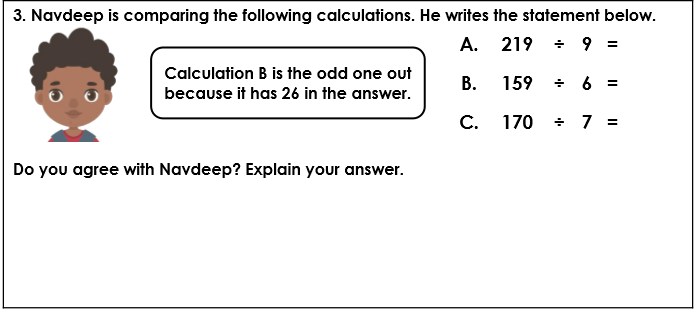 3. Navdeep is comparing the following calculations. He writes the statement below.
Calculation B is the odd one out
because it has 26 in the answer.
A. 219 ÷ 9 =
B. 159 ÷ 6 =
C. 170 ÷ 7 =
Do you agree with Navdeep? Explain your answer.